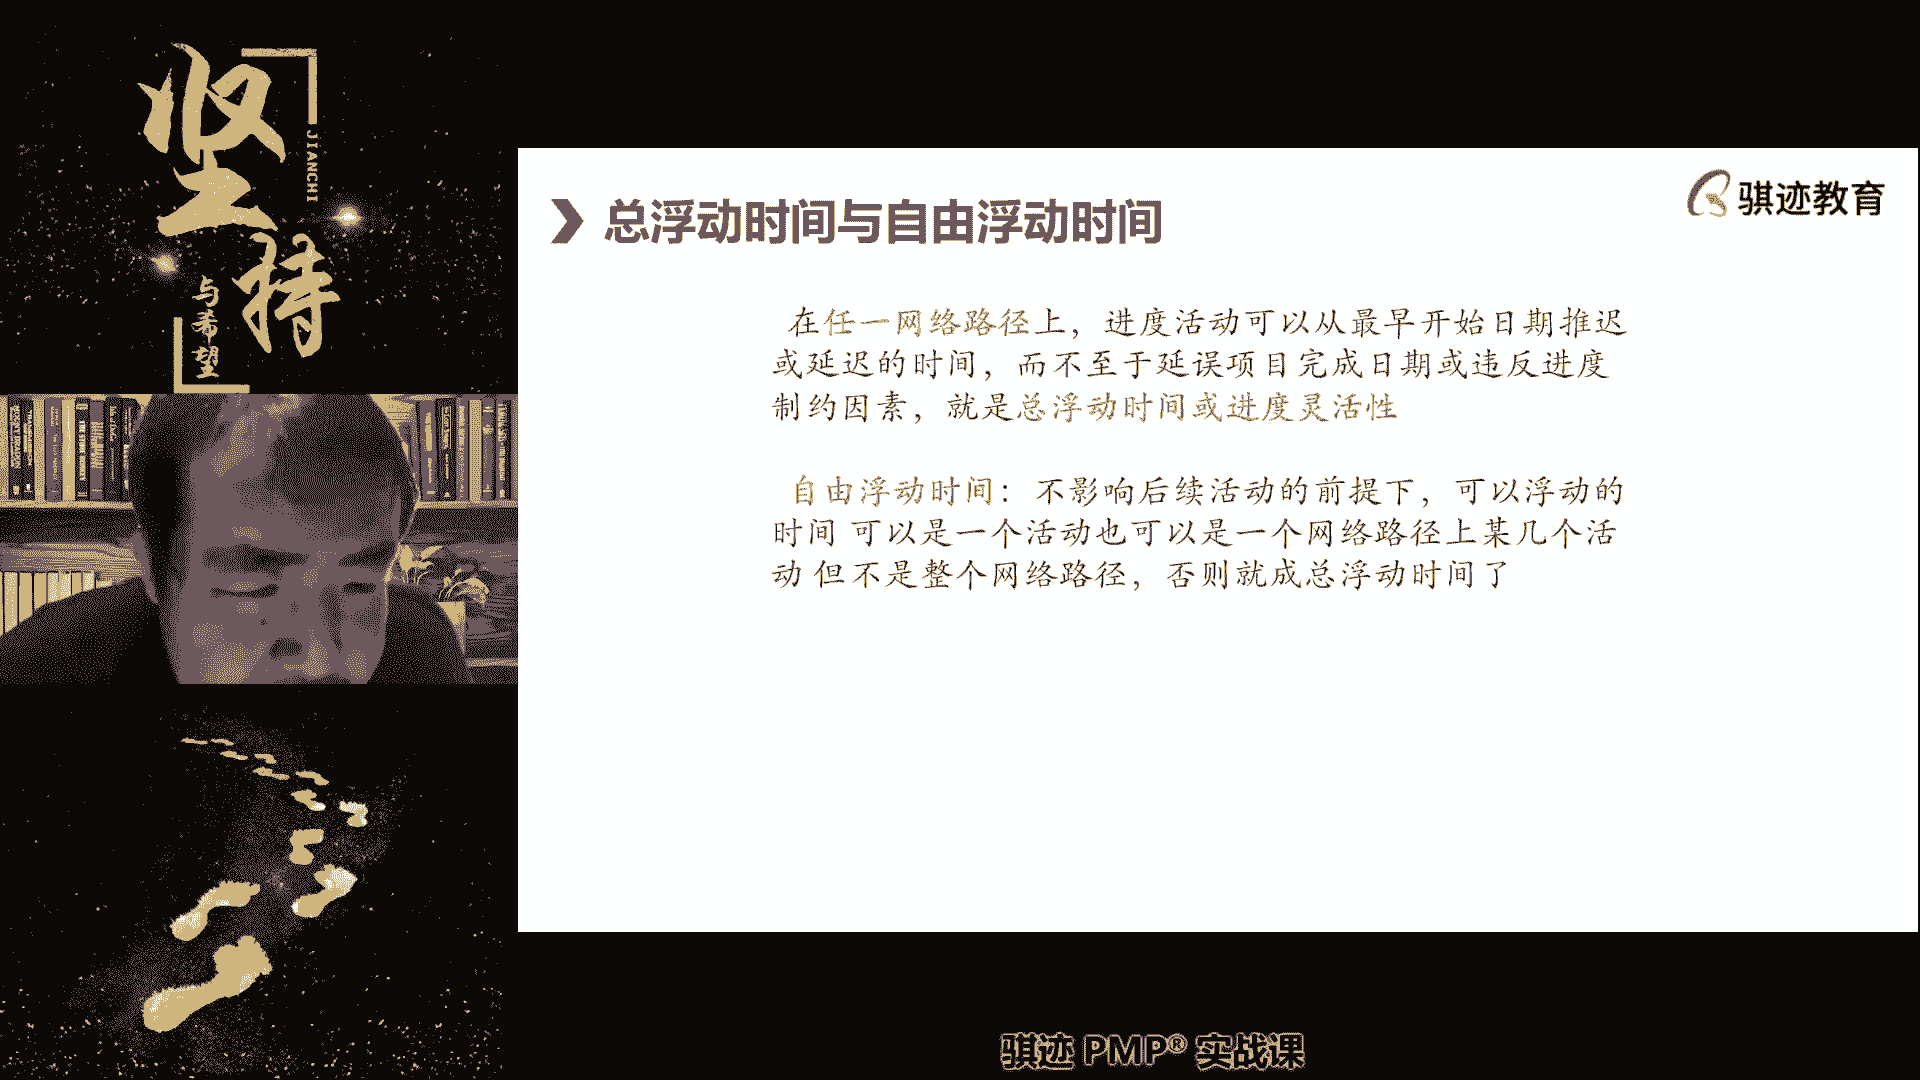 坚持
JIANCHI
与希望
骐迹教育
总浮动时间与自由浮动时间
在任一网络路径上，进度活动可以从最早开始日期推迟
或延迟的时间，而不至于延误项目完成日期或违反进度
制约因素，就是总浮动时间或进度灵活性
自由浮动时间： 不影响后续活动的前提下，可以浮动的
时间 可以是一个活动也可以是一个网络路径上某几个活
动 但不是整个网络路径，否则就成总浮动时间了
骐迹 PMP® 实战课